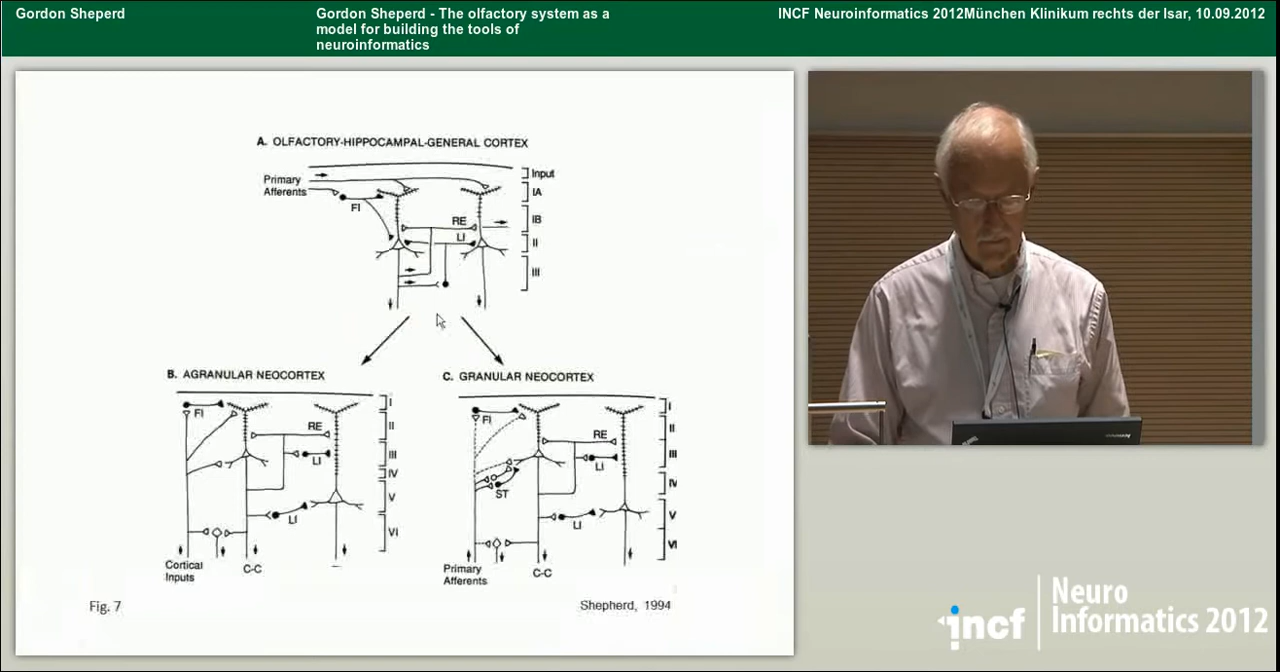 Gordon Sheperd
Gordon Sheperd - The olfactory system as a
model for building the tools of
neuroinformatics
INCF Neuroinformatics 2012München Klinikum rechts der Isar, 10.09.2012
A. OLFACTORY-HIPPOCAMPAL-GENERAL CORTEX
Primary
Afferents
FI
RE
LI
Input
IA
IB
II
III
B. AGRANULAR NEOCORTEX
FI
RE
LI
LI
I
II
III
IV
V
VI
Cortical
Inputs
C-C
C. GRANULAR NEOCORTEX
FI
RE
LI
ST
LI
I
II
III
IV
V
VI
Primary
Afferents
C-C
Fig. 7
Shepherd, 1994
incf
Neuro
Informatics 2012